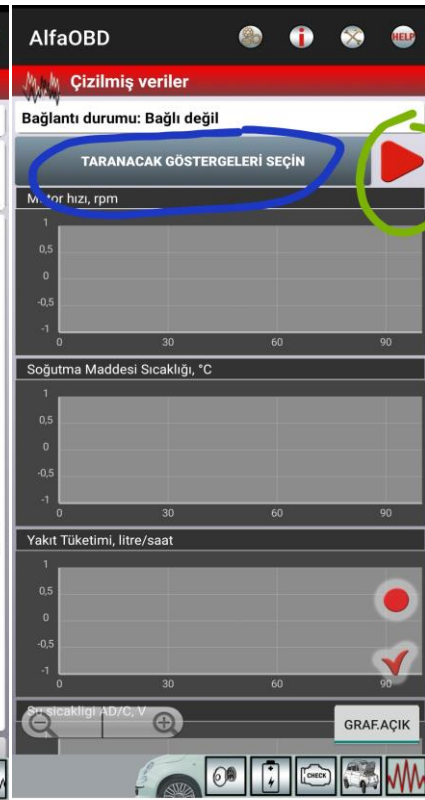 AlfaOBD
HELP
Çizilmiş veriler
Bağlantı durumu: Bağlı değil
TARANACAK GÖSTERGELERİ SEÇİN
Motor hızı, rpm
1
0,5
0
-0,5
-1
0 30 60 90
Soğutma Maddesi Sıcaklığı, °C
1
0,5
0
-0,5
-1
0 30 60 90
Yakıt Tüketimi, litre/saat
1
0,5
0
-0,5
-1
0 30 60 90
Su sicakligi AD/C, V
1
GRAF.AÇIK
CHECK